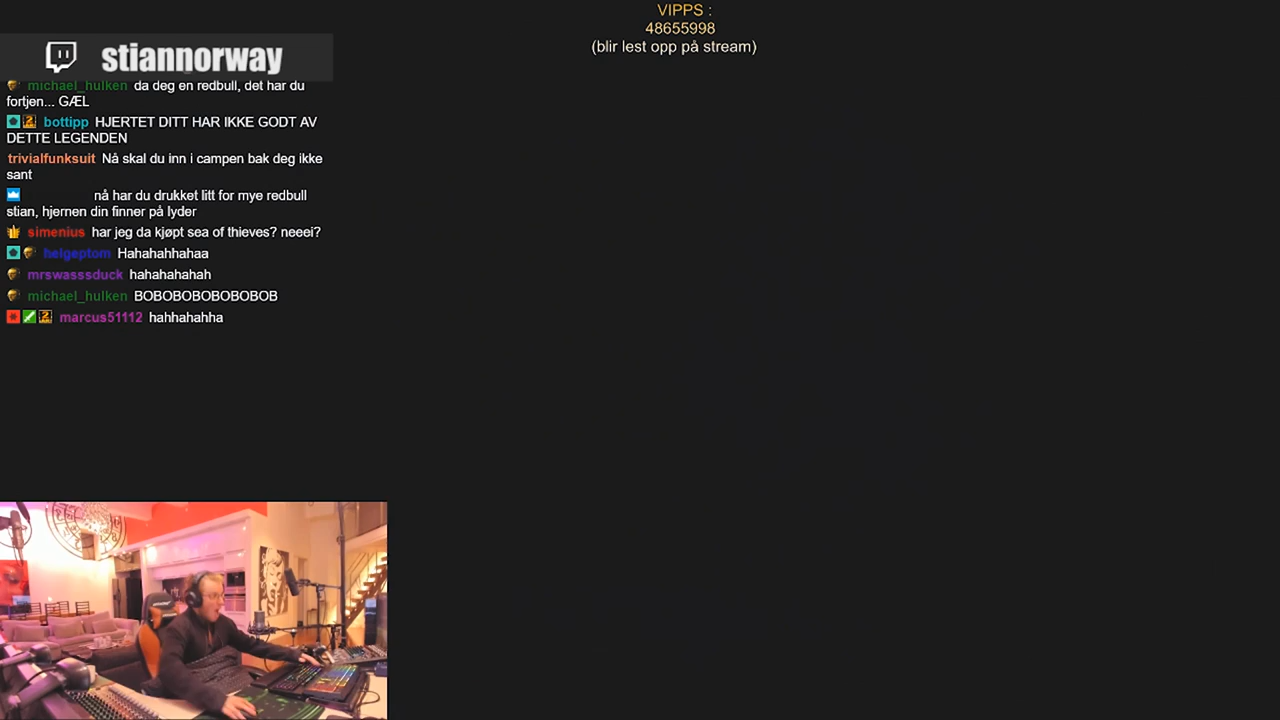 VIPPS :
48655998
(blir lest opp på stream)
stiannorway
michael_hulken da deg en redbull, det har du
fortjen... GÆL
bottipp HJERTET DITT HAR IKKE GODT AV
DETTE LEGENDEN
trivialfunksuit Nå skal du inn i campen bak deg ikke
sant
nå har du drukket litt for mye redbull
stian, hjernen din finner på lyder
simenius har jeg da kjøpt sea of thieves? neeei?
helgeptom Hahahahhahaa
mrswasssduck hahahahahah
michael_hulken BOBOBOBOBOBOBOB
marcus51112 hahhahahha